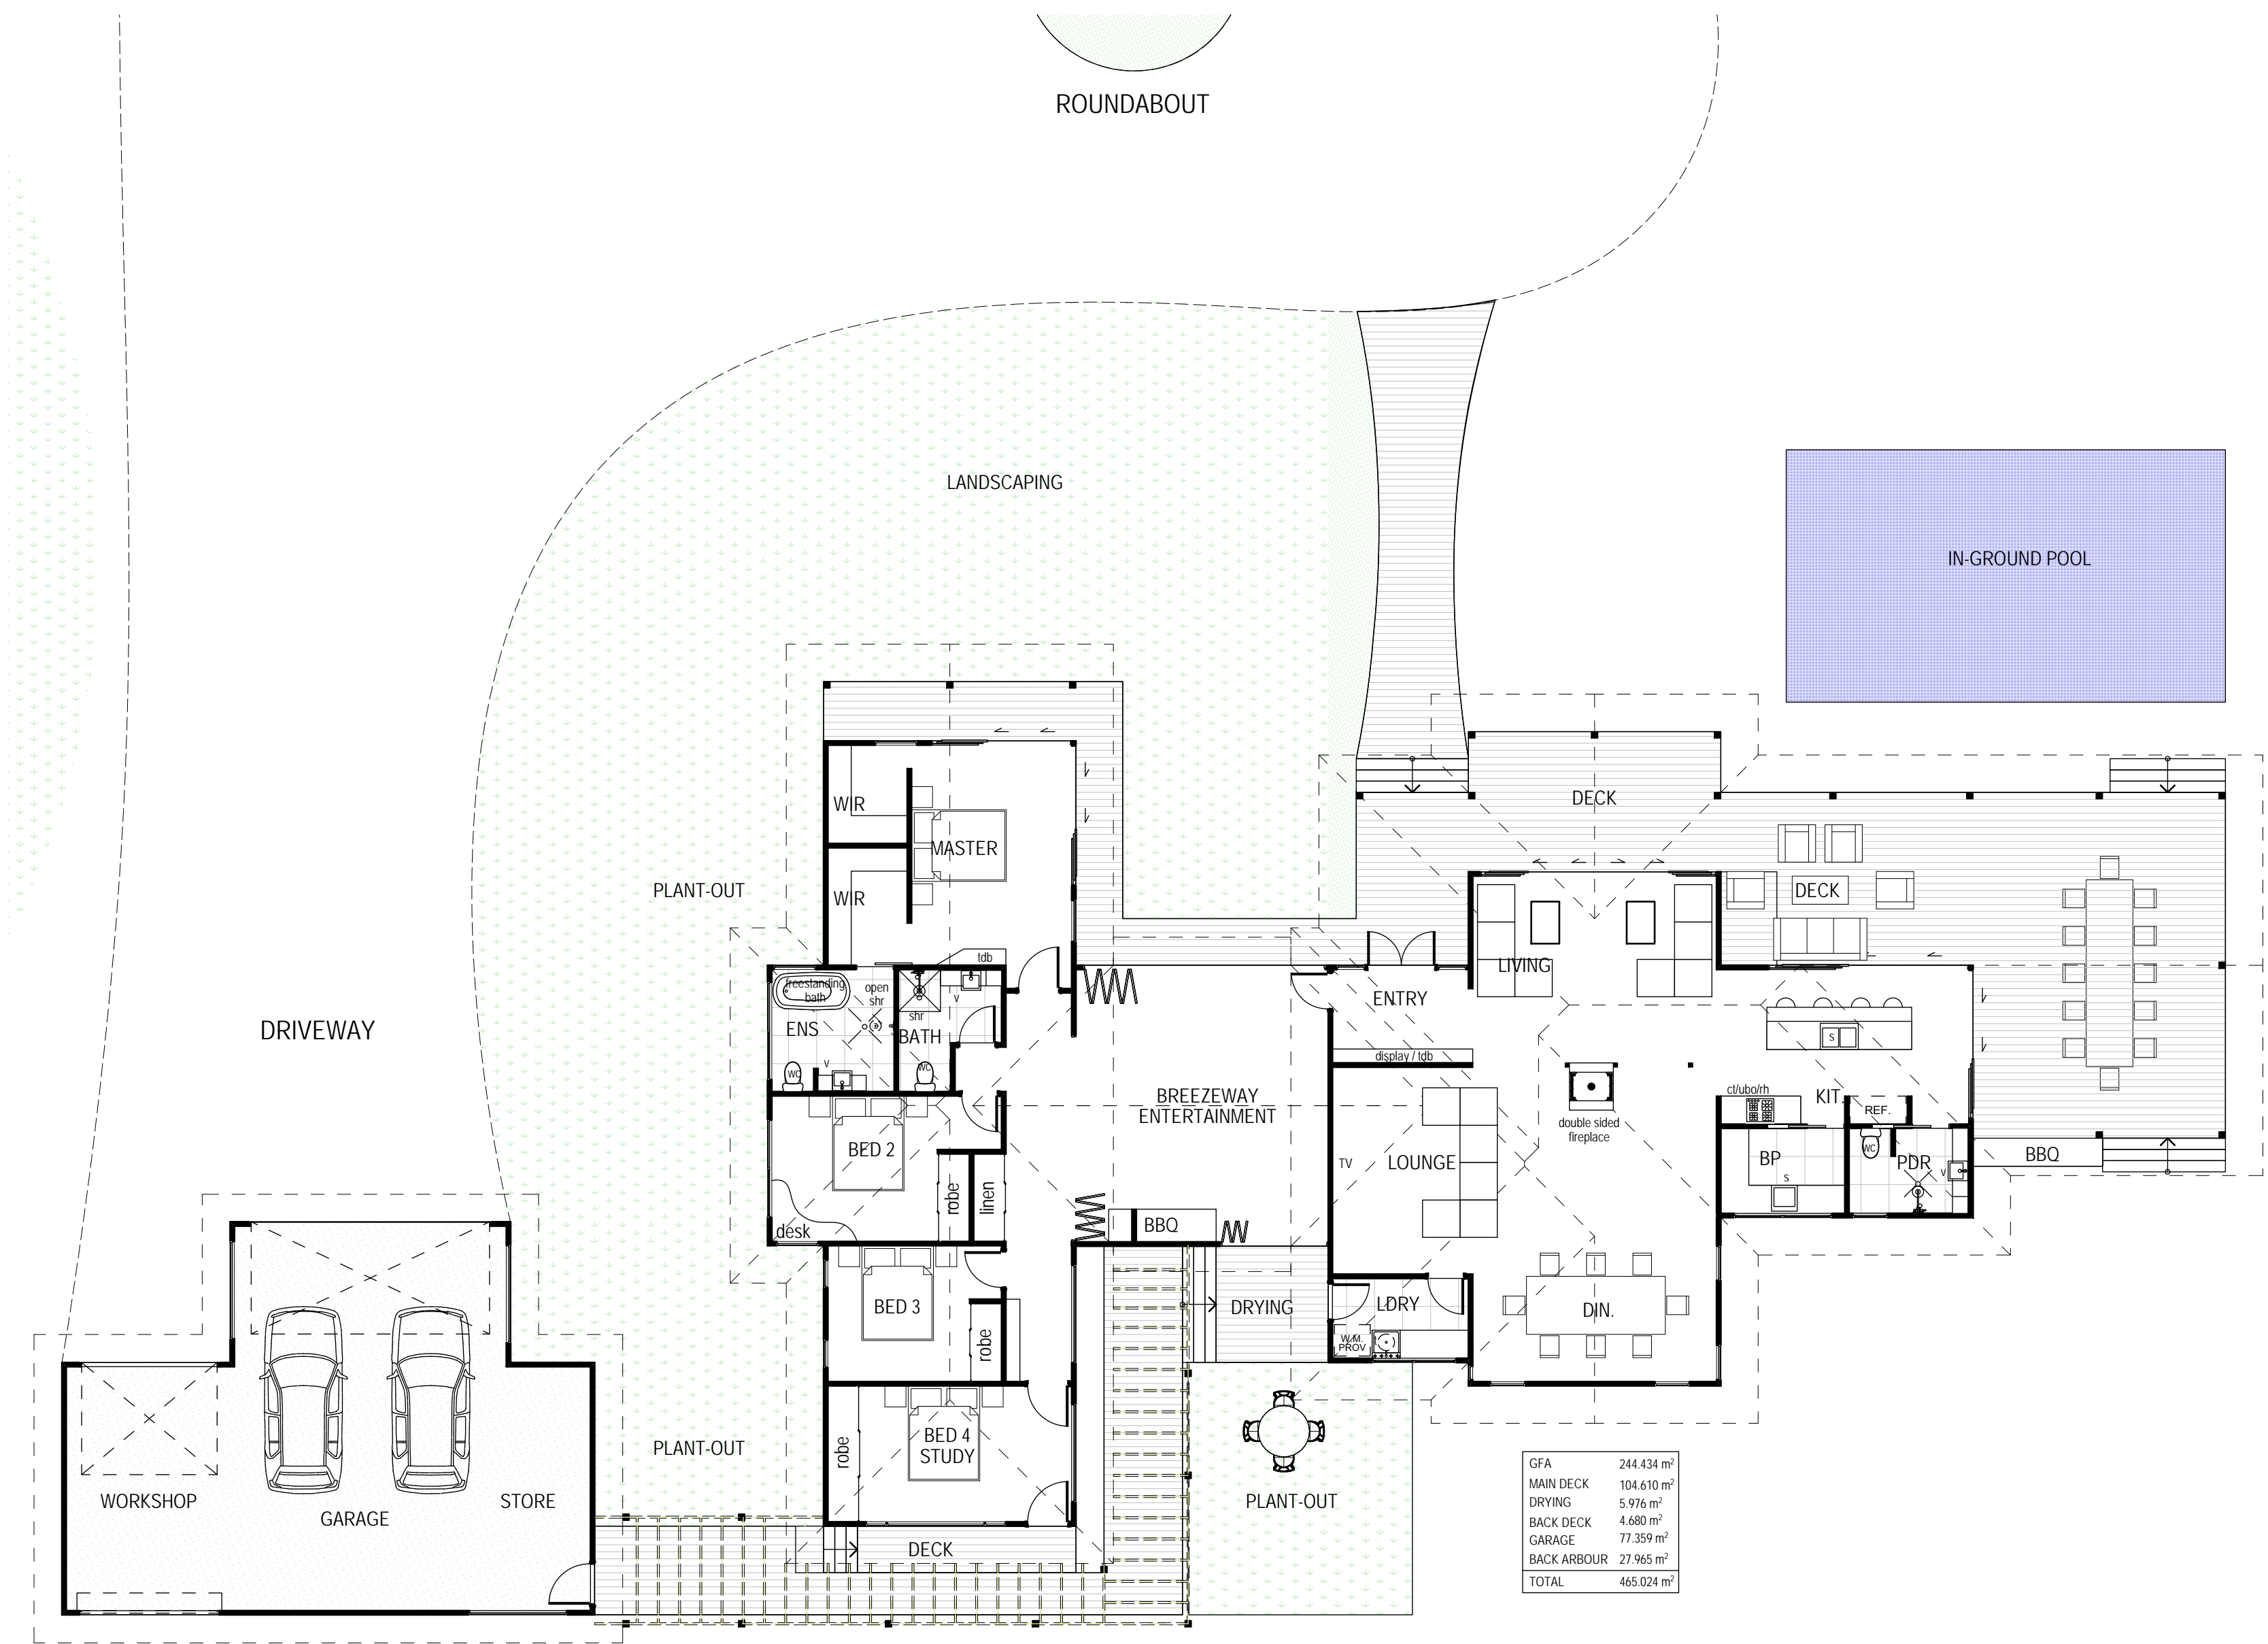 ROUNDABOUT
LANDSCAPING
IN-GROUND POOL
DECK
WIR
MASTER
PLANT-OUT
WIR
DECK
tdb
LIVING
freestanding
bath
open
shr
v
ENTRY
shr
ENS
BATH
DRIVEWAY
S
display / tdb
V
WC
WC
ct/ubo/rh
BREEZEWAY
ENTERTAINMENT
KIT.
REF.
double sided
fireplace
BED 2
TV
LOUNGE
BP
WC
PDR
V
BBQ
S
robe
linen
desk
BBQ
BED 3
DRYING
LDRY
DIN.
robe
W.M.
PROV
robe
BED 4
STUDY
PLANT-OUT
WORKSHOP
GARAGE
STORE
PLANT-OUT
DECK
GFA 244.434 m²
MAIN DECK 104.610 m²
DRYING 5.976 m²
BACK DECK 4.680 m²
GARAGE 77.359 m²
BACK ARBOUR 27.965 m²
TOTAL 465.024 m²